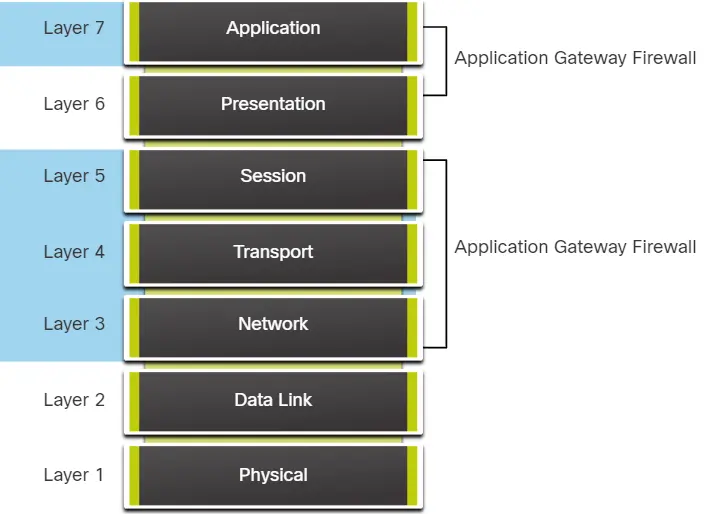 Layer 7 Application
Application Gateway Firewall
Layer 6 Presentation
Layer 5 Session
Layer 4 Transport
Application Gateway Firewall
Layer 3 Network
Layer 2 Data Link
Layer 1 Physical